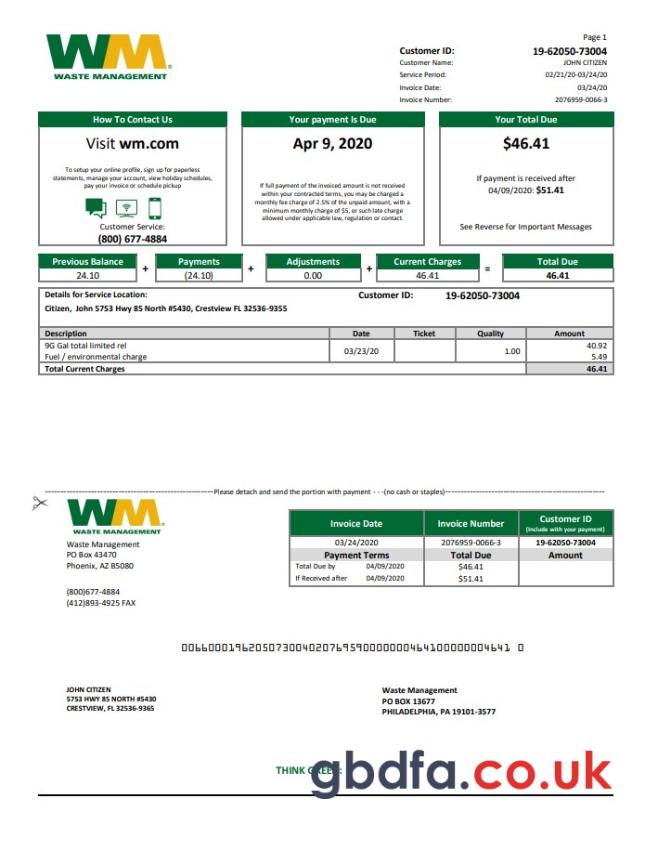 Page 1
WM
WASTE MANAGEMENT
Customer ID: 19-62050-73004
Customer Name: JOHN CITIZEN
Service Period: 02/21/20-03/24/20
Invoice Date: 03/24/20
Invoice Number: 2076959-0066-3
How To Contact Us
Visit wm.com
To setup your online profile, sign up for paperless
statements, manage your account, view holiday schedules,
pay your invoice or schedule pickup
Customer Service:
(800) 677-4884
Your payment Is Due
Apr 9, 2020
If full payment of the invoiced amount is not received
within your contracted terms, you may be charged a
monthly fee charge of 2.5% of the unpaid amount, with a
minimum monthly charge of $5, or such late charge
allowed under applicable law, regulation or contact.
Your Total Due
$46.41
If payment is received after
04/09/2020: $51.41
See Reverse for Important Messages
Previous Balance + Payments + Adjustments + Current Charges = Total Due
24.10 (24.10) 0.00 46.41 46.41
Details for Service Location: Customer ID: 19-62050-73004
Citizen, John 5753 Hwy 85 North #5430, Crestview FL 32536-9355
Description Date Ticket Quality Amount
9G Gal total limited rel 03/23/20 1.00 40.92
Fuel / environmental charge 5.49
Total Current Charges 46.41
Please detach and send the portion with payment - - -(no cash or staples)
WM
WASTE MANAGEMENT
Waste Management
PO Box 43470
Phoenix, AZ B5080
(800)677-4884
(412)893-4925 FAX
Invoice Date Invoice Number Customer ID
(include with your payment)
03/24/2020 2076959-0066-3 19-62050-73004
Payment Terms Total Due Amount
Total Due by 04/09/2020 $46.41
If Received after 04/09/2020 $51.41
JOHN CITIZEN
5753 HWY 85 NORTH #5430
CRESTVIEW, FL 32536-9365
Waste Management
PO BOX 13677
PHILADELPHIA, PA 19101-3577
THINK GREEN.
gbdfa.co.uk